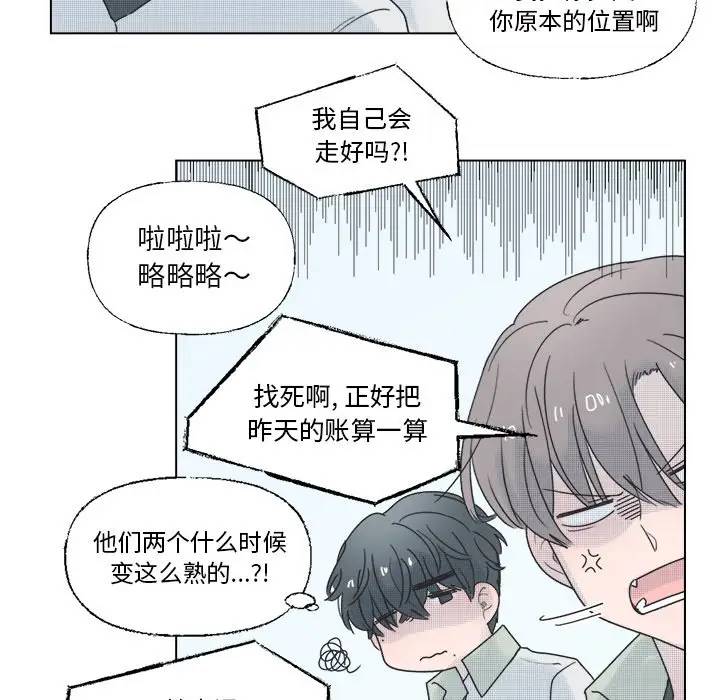 你原本的位置啊
我自己会
走好吗?!
啦啦啦～
略略略～
找死啊, 正好把
昨天的账算一算
他们两个什么时候
变这么熟的...?!